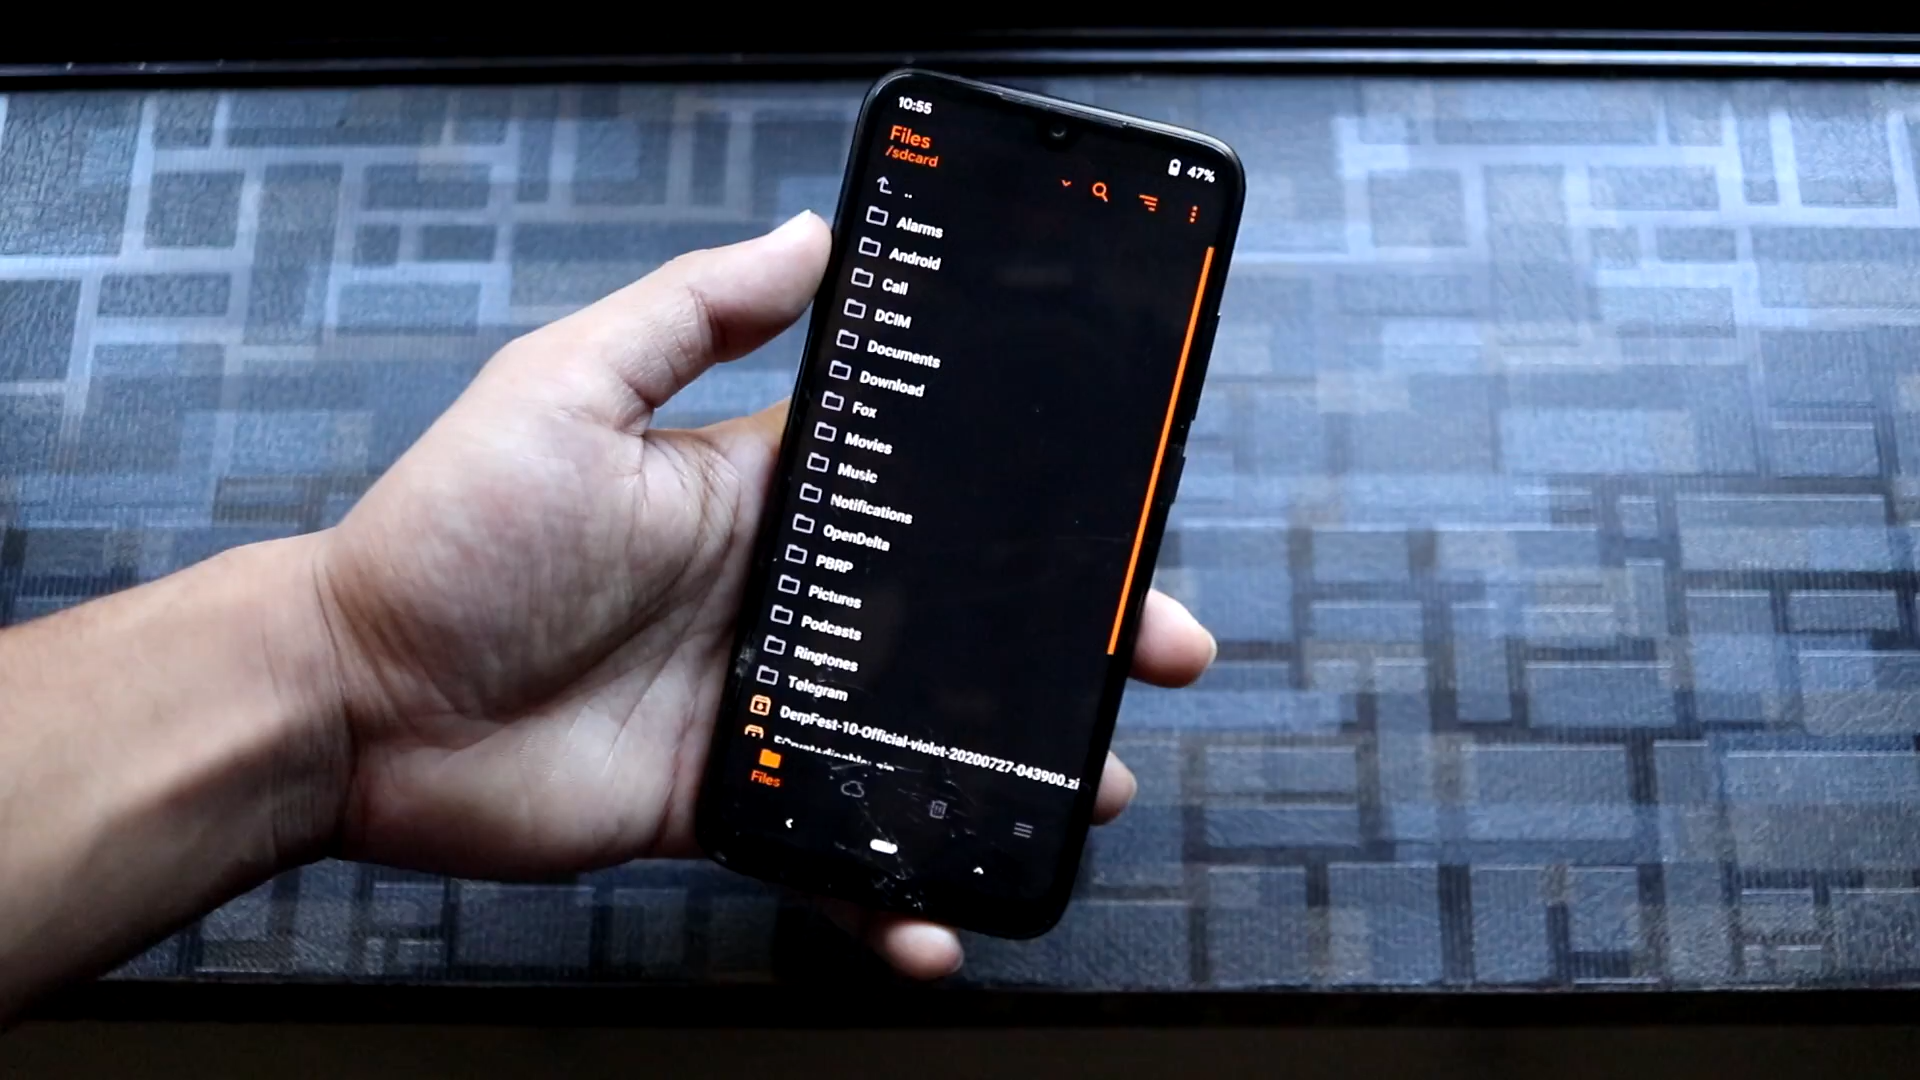 10:55
47%
Files
/sdcard
..
Alarms
Android
Call
DCIM
Documents
Download
Fox
Movies
Music
Notifications
OpenDelta
PBRP
Pictures
Podcasts
Ringtones
Telegram
DerpFest-10-Official-violet-20200727-043900.zi
Files